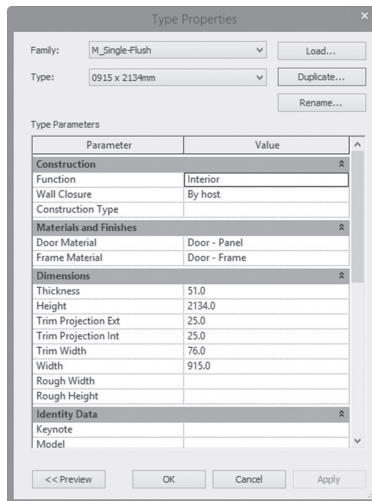 Type Properties
Family: M_Single-Flush Load...
Type: 0915 x 2134mm Duplicate...
Rename...
Type Parameters
Parameter Value
Construction
Function Interior
Wall Closure By host
Construction Type
Materials and Finishes
Door Material Door - Panel
Frame Material Door - Frame
Dimensions
Thickness 51.0
Height 2134.0
Trim Projection Ext 25.0
Trim Projection Int 25.0
Trim Width 76.0
Width 915.0
Rough Width
Rough Height
Identity Data
Keynote
Model
<< Preview OK Cancel Apply